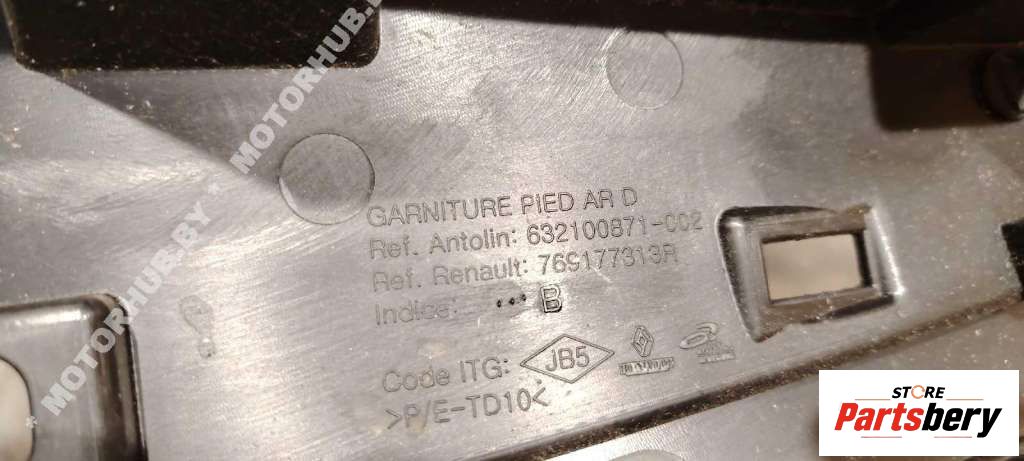 MOTORHUB.BY* MOTORHUB.BY
GARNITURE PIED AR D
Ref. Antolin: 632100871-002
Ref. Renault: 769177313R
Indice: ... B
Code ITG: JB5
>P/E-TD10<
STORE
Partsbery